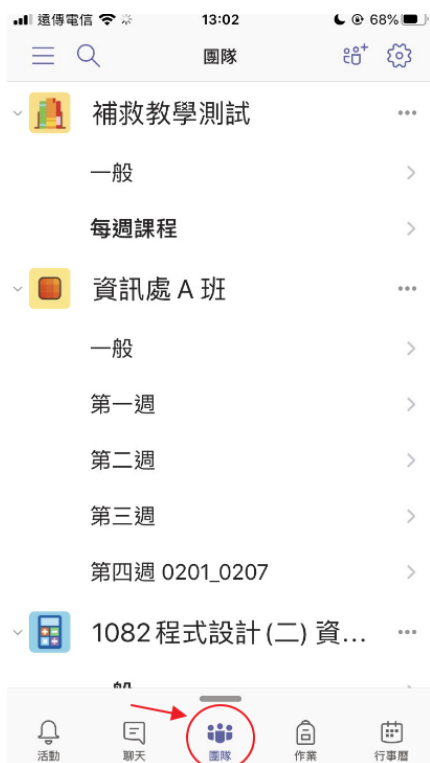 遠傳電信 13:02 68%
團隊
補救教學測試
一般
每週課程
資訊處 A 班
一般
第一週
第二週
第三週
第四週 0201_0207
1082 程式設計 (二) 資...
活動 聊天 團隊 作業 行事曆